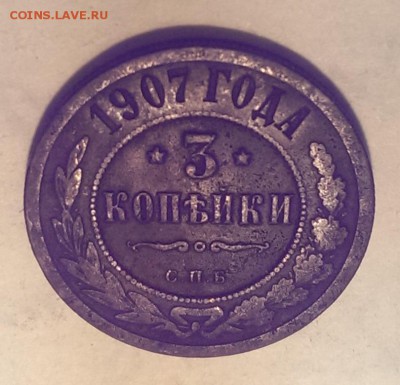 COINS.LAVE.RU
1907 ГОДА
3
КОПѢЙКИ
С.П.Б.